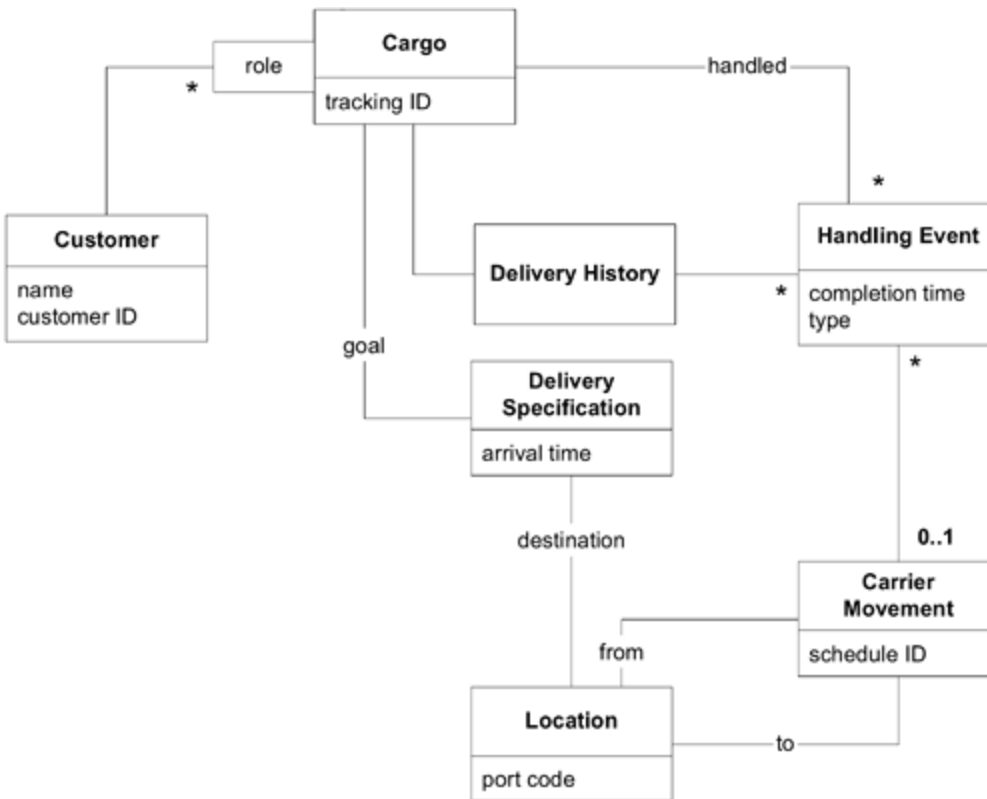 Cargo
role
handled
*
tracking ID
*
Customer
Handling Event
Delivery History
name
customer ID
*
completion time
type
goal
*
Delivery
Specification
arrival time
destination
0..1
Carrier
Movement
from
schedule ID
Location
to
port code